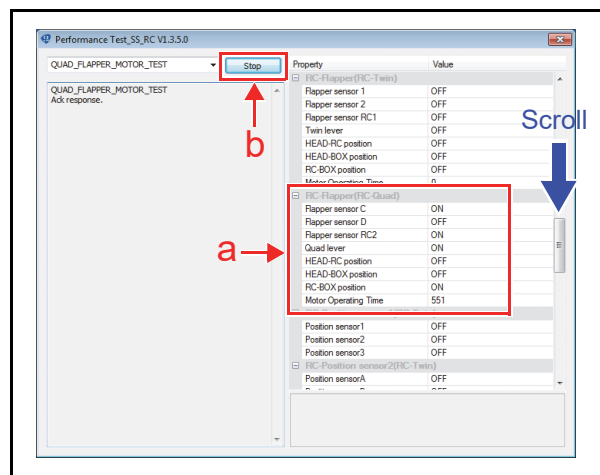 Performance Test_SS_RC V1.3.5.0
QUAD_FLAPPER_MOTOR_TEST
Stop
QUAD_FLAPPER_MOTOR_TEST
Ack response.
b
a
Scroll
Property Value
RC-Flapper(RC-Twin)
Flapper sensor 1 OFF
Flapper sensor 2 OFF
Flapper sensor RC1 OFF
Twin lever OFF
HEAD-RC position OFF
HEAD-BOX position OFF
RC-BOX position OFF
Motor Operating Time 0
RC-Flapper(RC-Quad)
Flapper sensor C ON
Flapper sensor D OFF
Flapper sensor RC2 ON
Quad lever ON
HEAD-RC position OFF
HEAD-BOX position OFF
RC-BOX position ON
Motor Operating Time 551
Position sensor1 OFF
Position sensor2 OFF
Position sensor3 OFF
RC-Position sensor2(RC-Twin)
Position sensorA OFF